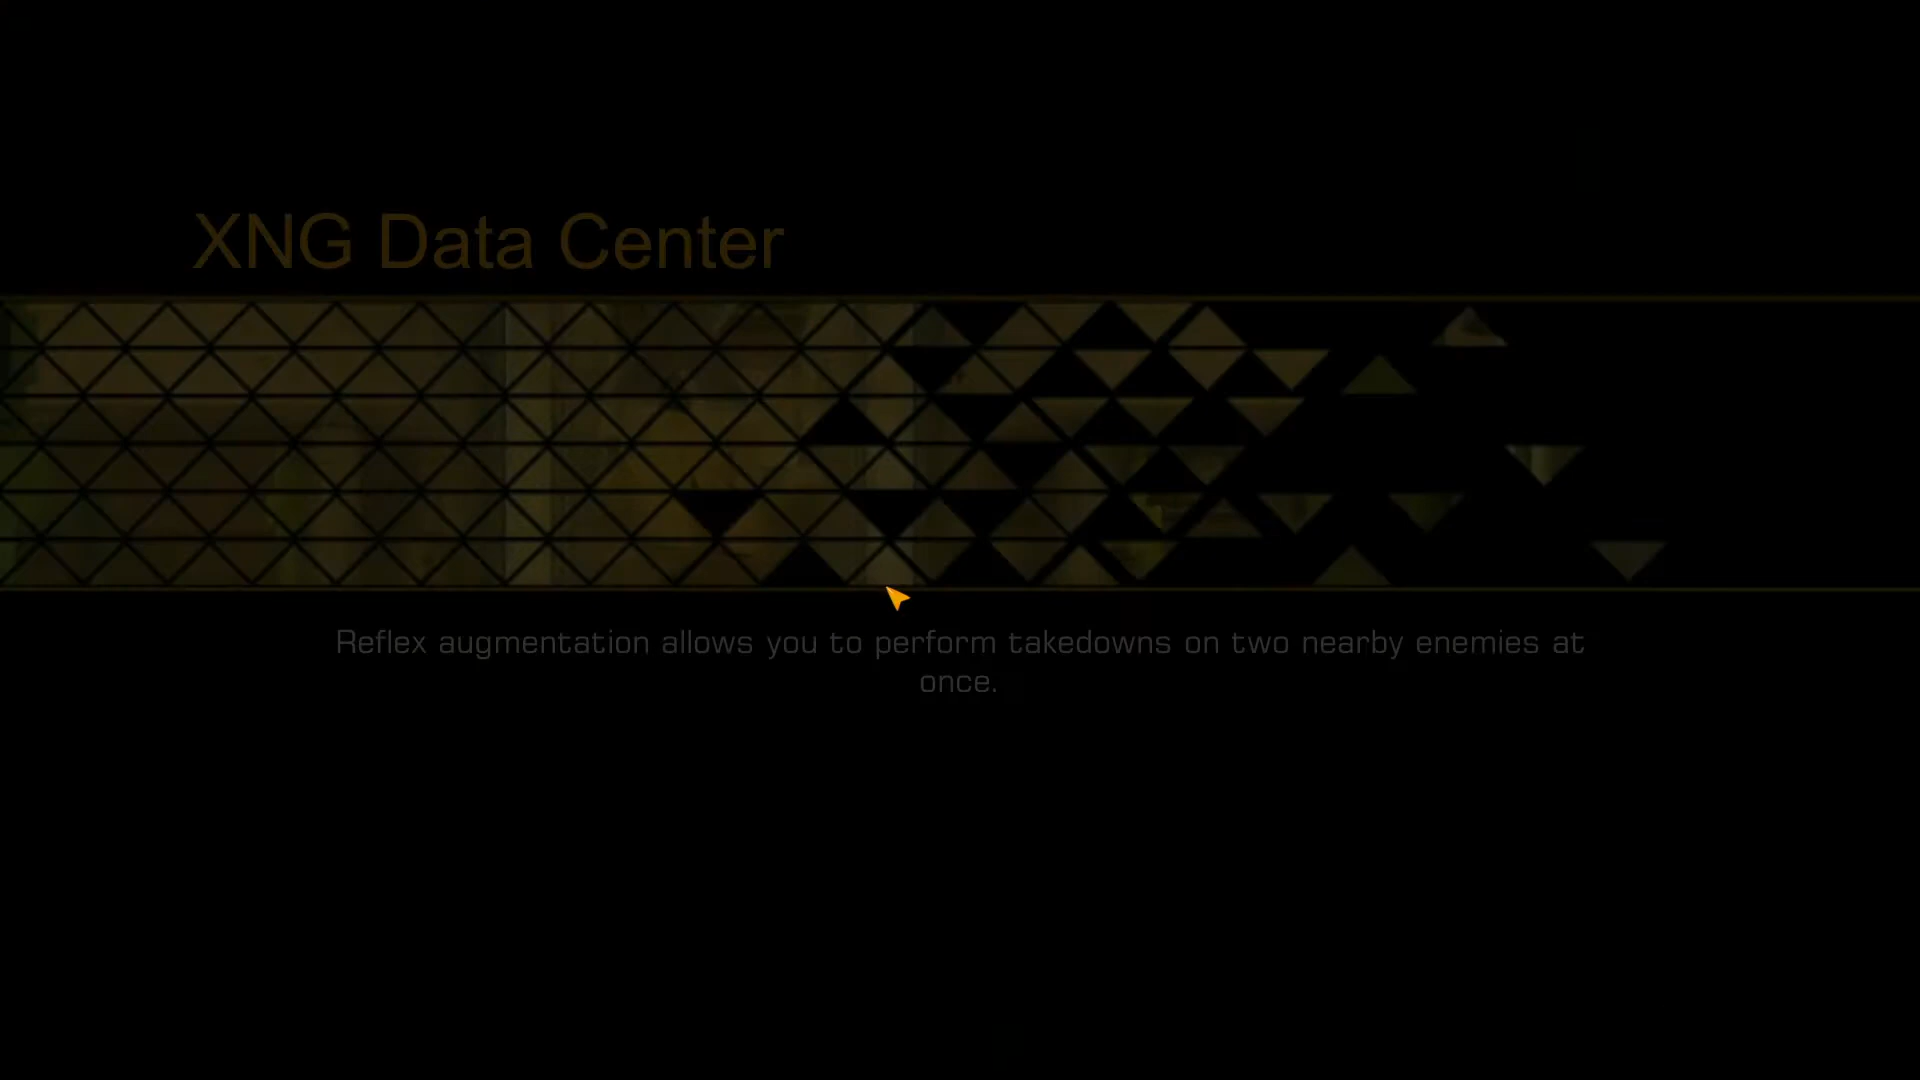 XNG Data Center
Reflex augmentation allows you to perform takedowns on two nearby enemies at
once.